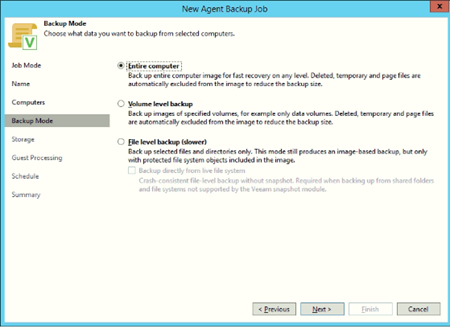 New Agent Backup Job
Backup Mode
Choose what data you want to backup from selected computers.
Job Mode
Name
Computers
Backup Mode
Storage
Guest Processing
Schedule
Summary
Entire computer
Back up entire computer image for fast recovery on any level. Deleted, temporary and page files are
automatically excluded from the image to reduce the backup size.
Volume level backup
Back up images of specified volumes, for example only data volumes. Deleted, temporary and page files
are automatically excluded from the image to reduce the backup size.
File level backup (slower)
Back up selected files and directories only. This mode still produces an image-based backup, but only
with protected file system objects included in the image.
Backup directly from live file system
Crash-consistent file-level backup without snapshot. Required when backing up from shared folders
and file systems not supported by the Veeam snapshot module.
< Previous
Next >
Finish
Cancel